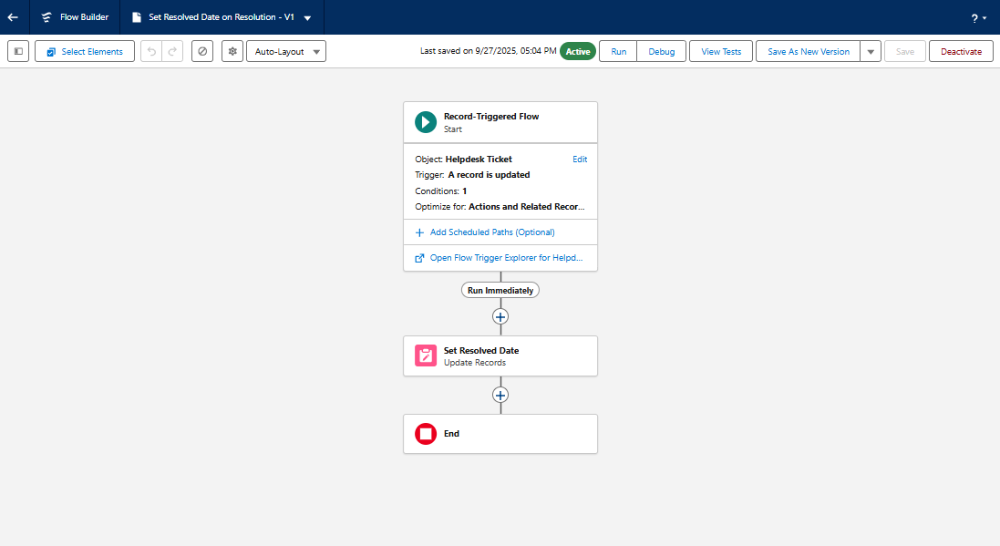 Flow Builder
Set Resolved Date on Resolution - V1
?
Select Elements
Auto-Layout
Last saved on 9/27/2025, 05:04 PM
Active
Run
Debug
View Tests
Save As New Version
Save
Deactivate
Record-Triggered Flow
Start
Object: Helpdesk Ticket
Edit
Trigger: A record is updated
Conditions: 1
Optimize for: Actions and Related Recor...
Add Scheduled Paths (Optional)
Open Flow Trigger Explorer for Helpd...
Run Immediately
Set Resolved Date
Update Records
End